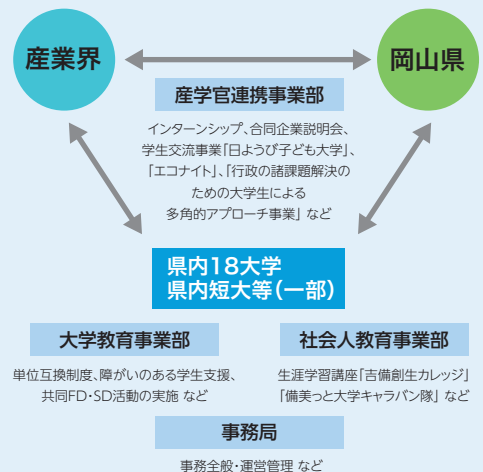 産業界
岡山県
産学官連携事業部
インターンシップ、合同企業説明会、
学生交流事業「日ようび子ども大学」、
「エコナイト」、「行政の諸課題解決の
ための大学生による
多角的アプローチ事業」 など
県内18大学
県内短大等(一部)
大学教育事業部
単位互換制度、障がいのある学生支援、
共同FD・SD活動の実施 など
社会人教育事業部
生涯学習講座「吉備創生カレッジ」
「備美っと大学キャラバン隊」 など
事務局
事務全般・運営管理 など